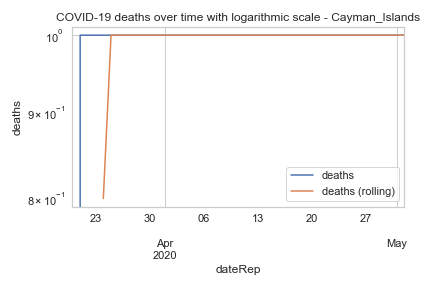 COVID-19 deaths over time with logarithmic scale - Cayman_Islands
10⁰
9 × 10⁻¹
8 × 10⁻¹
deaths
deaths
deaths (rolling)
23 30 06 13 20 27
Apr May
2020
dateRep